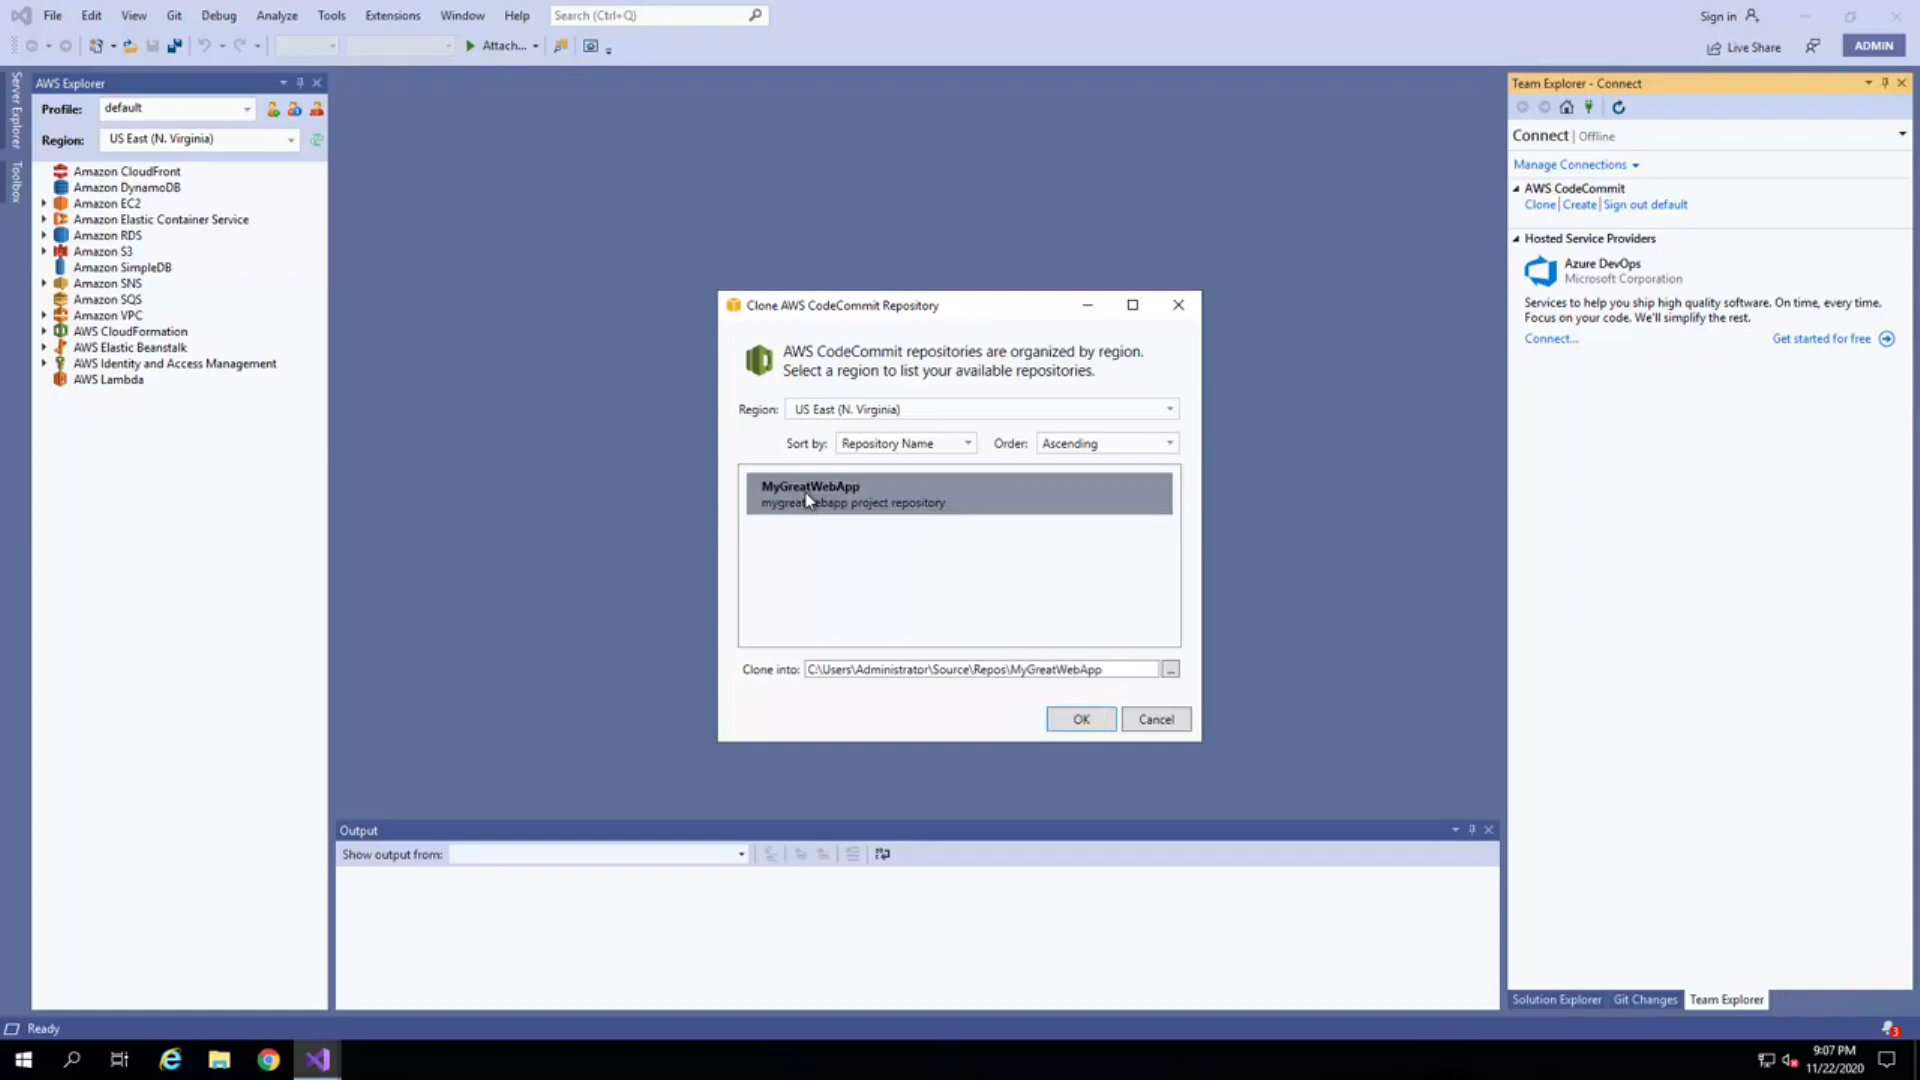 File Edit View Git Debug Analyze Tools Extensions Window Help Search (Ctrl+Q) Sign in
Attach... Live Share ADMIN
Server Explorer
Toolbox
AWS Explorer
Profile: default
Region: US East (N. Virginia)
Amazon CloudFront
Amazon DynamoDB
Amazon EC2
Amazon Elastic Container Service
Amazon RDS
Amazon S3
Amazon SimpleDB
Amazon SNS
Amazon SQS
Amazon VPC
AWS CloudFormation
AWS Elastic Beanstalk
AWS Identity and Access Management
AWS Lambda
Clone AWS CodeCommit Repository
AWS CodeCommit repositories are organized by region.
Select a region to list your available repositories.
Region: US East (N. Virginia)
Sort by: Repository Name Order: Ascending
MyGreatWebApp
mygreatwebapp project repository
Clone into: C:\Users\Administrator\Source\Repos\MyGreatWebApp ...
OK Cancel
Output
Show output from:
Team Explorer - Connect
Connect | Offline
Manage Connections
AWS CodeCommit
Clone | Create | Sign out default
Hosted Service Providers
Azure DevOps
Microsoft Corporation
Services to help you ship high quality software. On time, every time.
Focus on your code. We'll simplify the rest.
Connect... Get started for free
Solution Explorer Git Changes Team Explorer
Ready
3
9:07 PM
11/22/2020